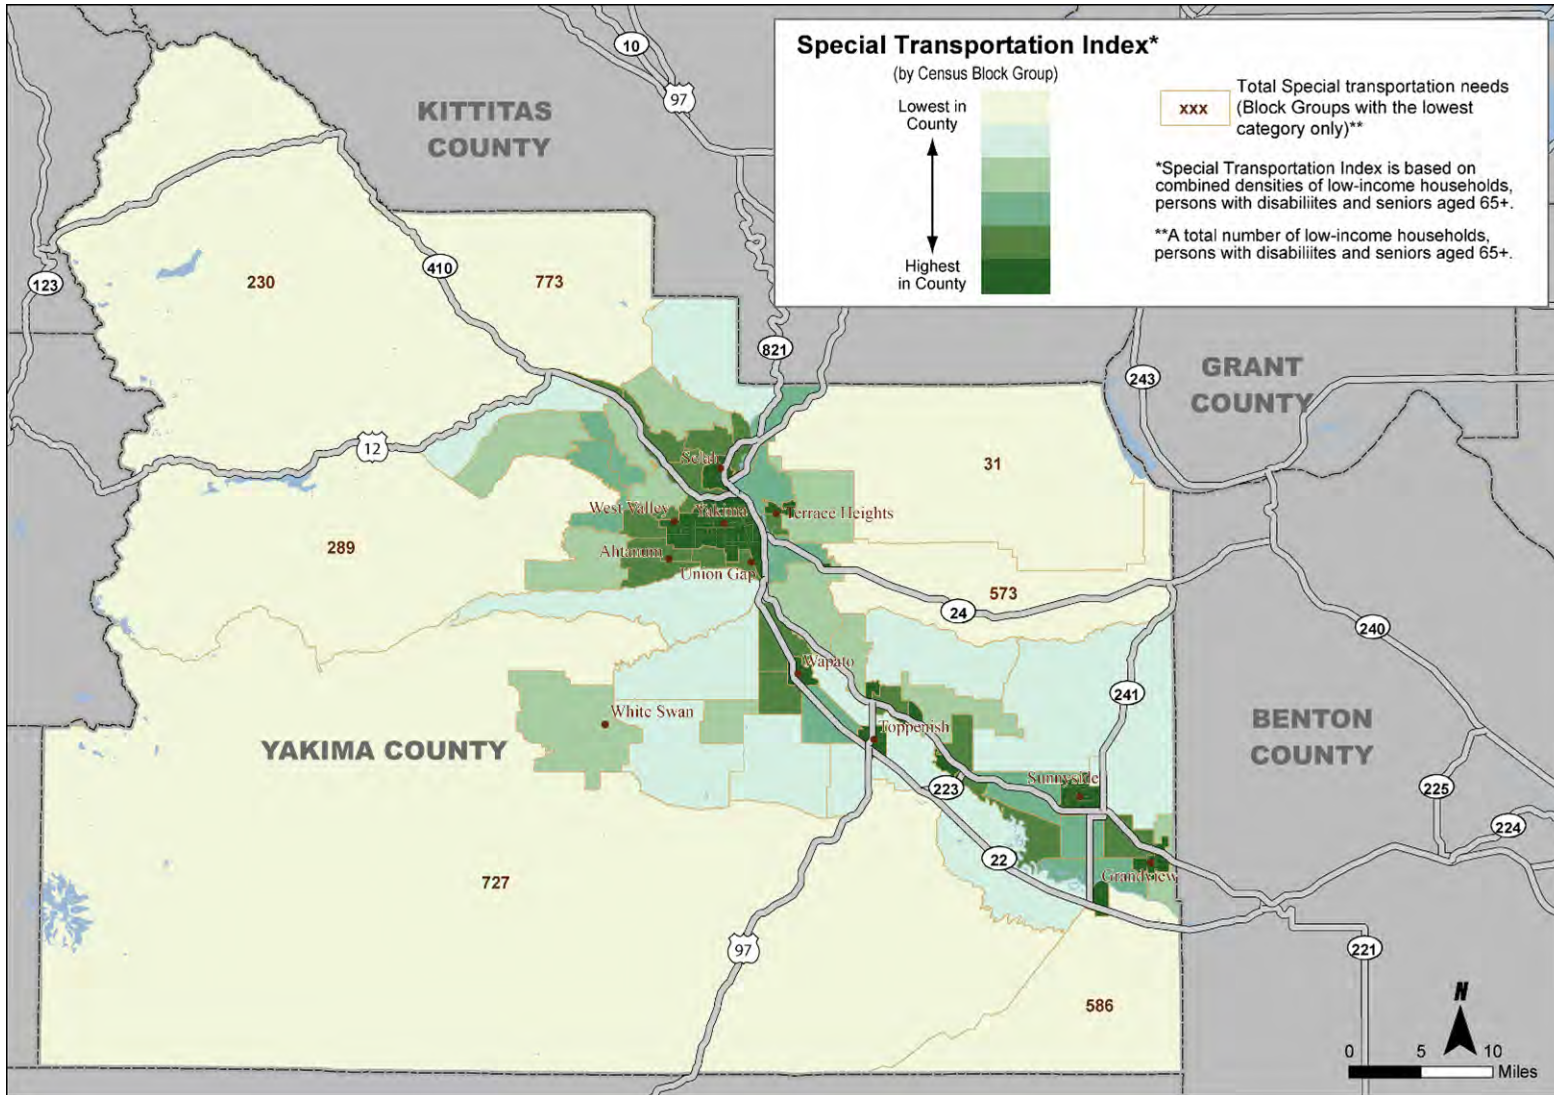 Special Transportation Index*
(by Census Block Group)
Lowest in
County
Highest
in County
xxx
Total Special transportation needs
(Block Groups with the lowest
category only)**
*Special Transportation Index is based on
combined densities of low-income households,
persons with disabiliites and seniors aged 65+.
**A total number of low-income households,
persons with disabiliites and seniors aged 65+.
10
97
KITTITAS
COUNTY
123
410
230
773
821
243
GRANT
COUNTY
12
31
Selah
West Valley
Yakima
Terrace Heights
289
Ahtanum
Union Gap
573
24
240
Wapato
241
White Swan
Toppenish
YAKIMA COUNTY
BENTON
COUNTY
223
Sunnyside
225
224
22
Grandview
727
97
221
586
N
0 5 10
Miles